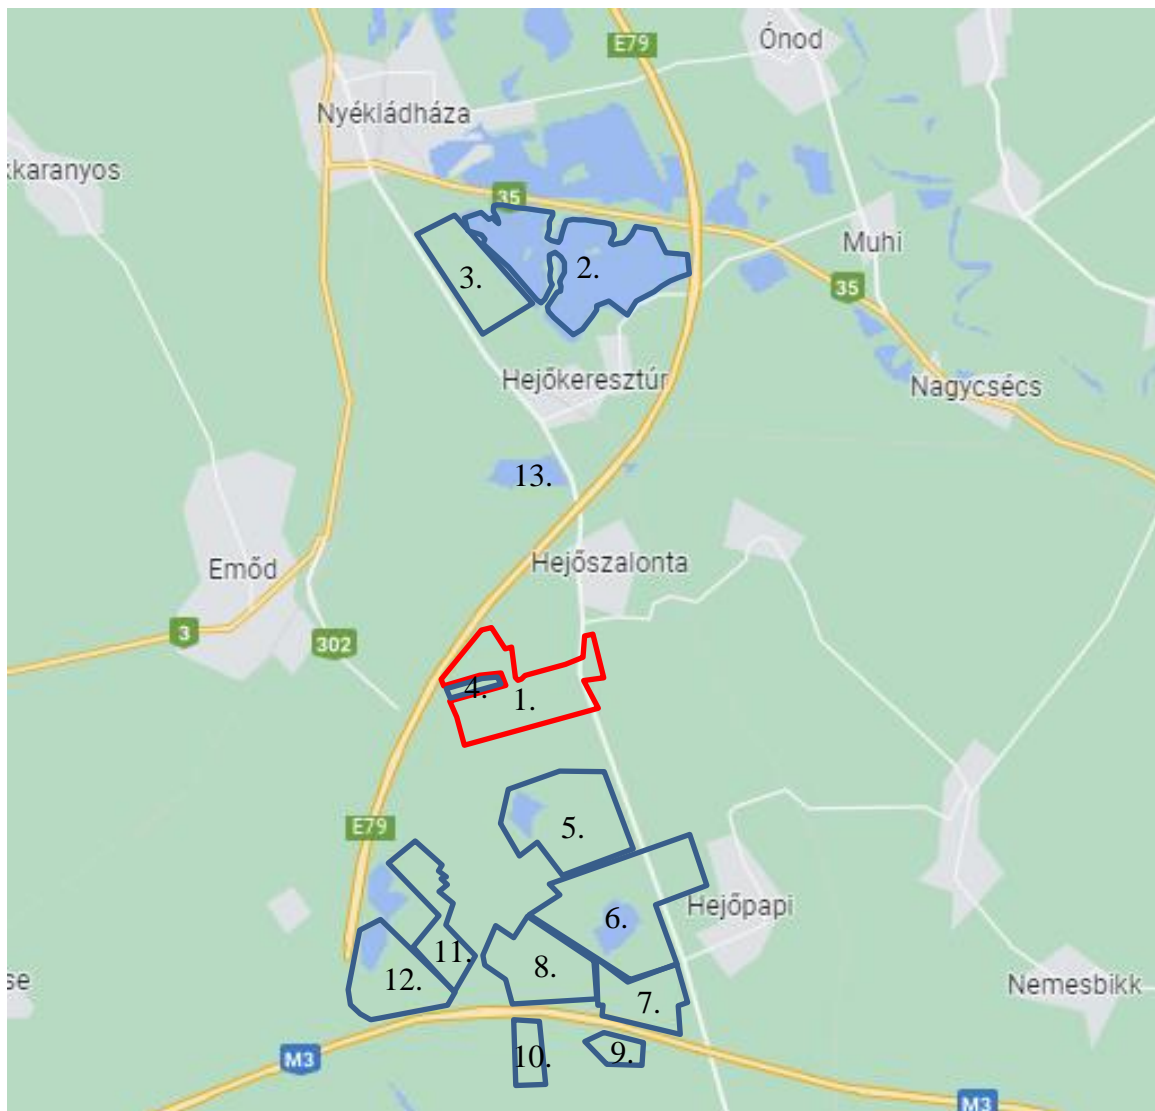 E79
Ónod
Nyékládháza
kkaranyos
35
Muhi
3.
2.
35
Hejőkeresztúr
Nagycsécs
13.
Hejőszalonta
Emőd
3
302
4.
1.
E79
5.
Hejőpapi
6.
11.
8.
12.
se
7.
Nemesbikk
10.
9.
M3
M3